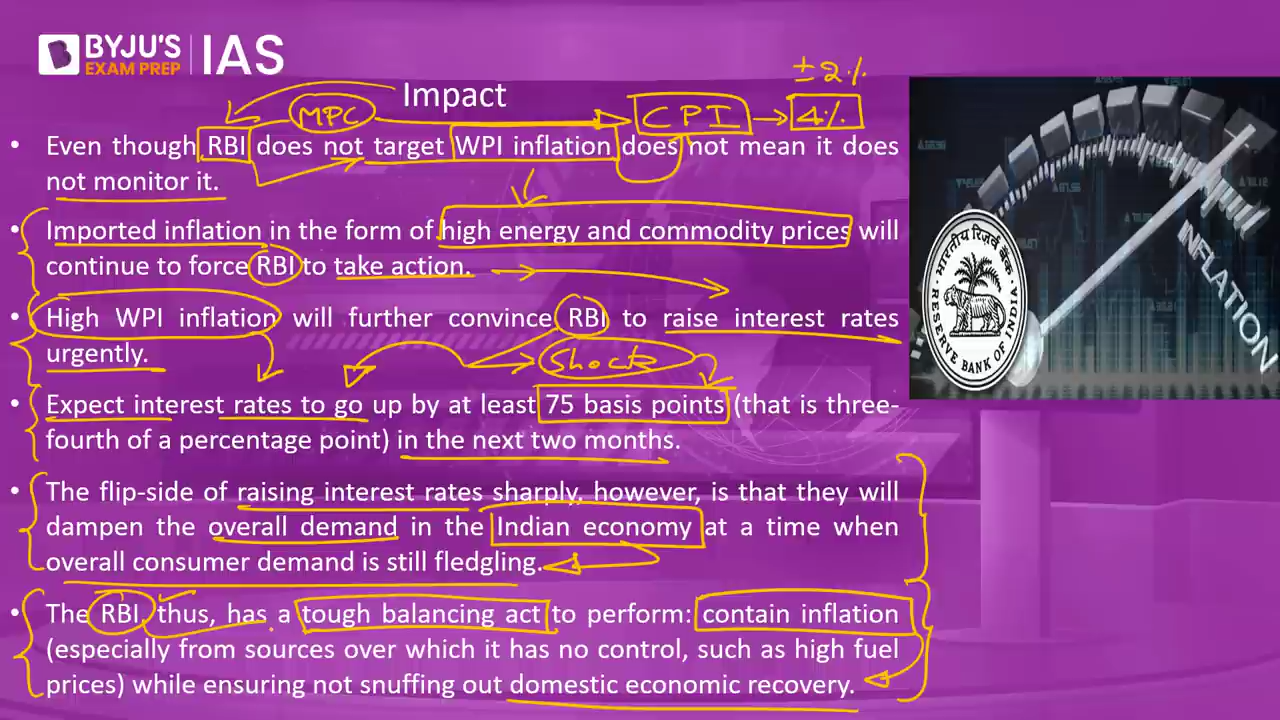 BYJU'S
EXAM PREP
IAS
±2%
Impact
MPC
CPI
4%
• Even though RBI does not target WPI inflation does not mean it does
not monitor it.
• Imported inflation in the form of high energy and commodity prices will
continue to force RBI to take action.
• High WPI inflation will further convince RBI to raise interest rates
urgently.
Shocks
• Expect interest rates to go up by at least 75 basis points (that is three-
fourth of a percentage point) in the next two months.
• The flip-side of raising interest rates sharply, however, is that they will
dampen the overall demand in the Indian economy at a time when
overall consumer demand is still fledgling.
• The RBI, thus, has a tough balancing act to perform: contain inflation
(especially from sources over which it has no control, such as high fuel
prices) while ensuring not snuffing out domestic economic recovery.
भारतीय रिज़र्व बैंक
RESERVE BANK OF INDIA
INFLATION